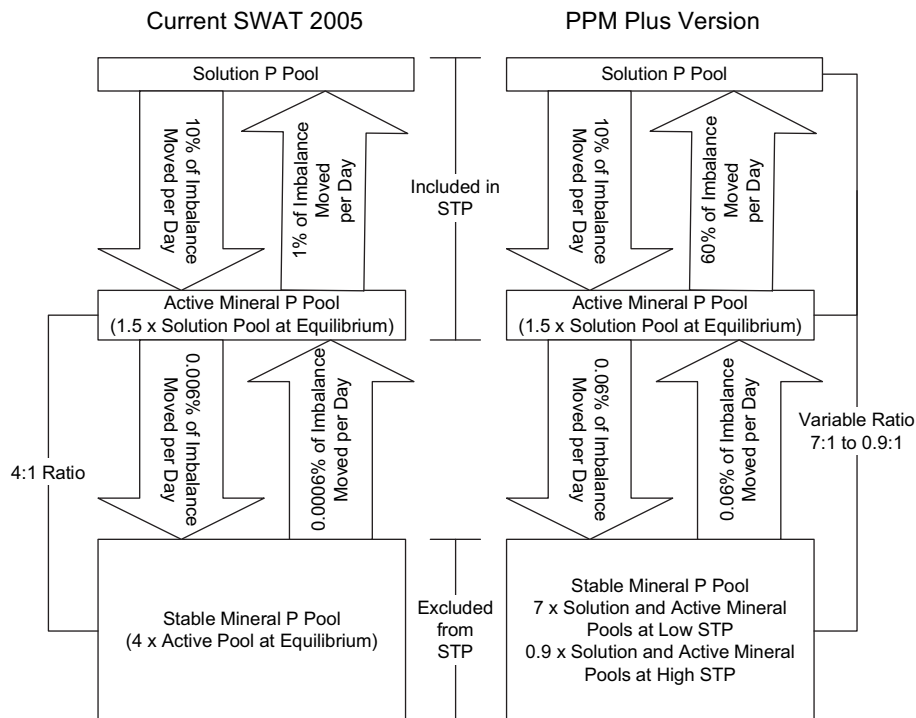 Current SWAT 2005
Solution P Pool
10% of Imbalance
Moved per Day
1% of Imbalance
Moved
per Day
Active Mineral P Pool
(1.5 x Solution Pool at Equilibrium)
0.006% of Imbalance
Moved per Day
0.0006% of Imbalance
Moved per Day
4:1 Ratio
Stable Mineral P Pool
(4 x Active Pool at Equilibrium)
Included in
STP
Excluded
from
STP
PPM Plus Version
Solution P Pool
10% of Imbalance
Moved per Day
60% of Imbalance
Moved
per Day
Active Mineral P Pool
(1.5 x Solution Pool at Equilibrium)
0.06% of Imbalance
Moved per Day
0.06% of Imbalance
Moved per Day
Variable Ratio
7:1 to 0.9:1
Stable Mineral P Pool
7 x Solution and Active Mineral
Pools at Low STP
0.9 x Solution and Active Mineral
Pools at High STP